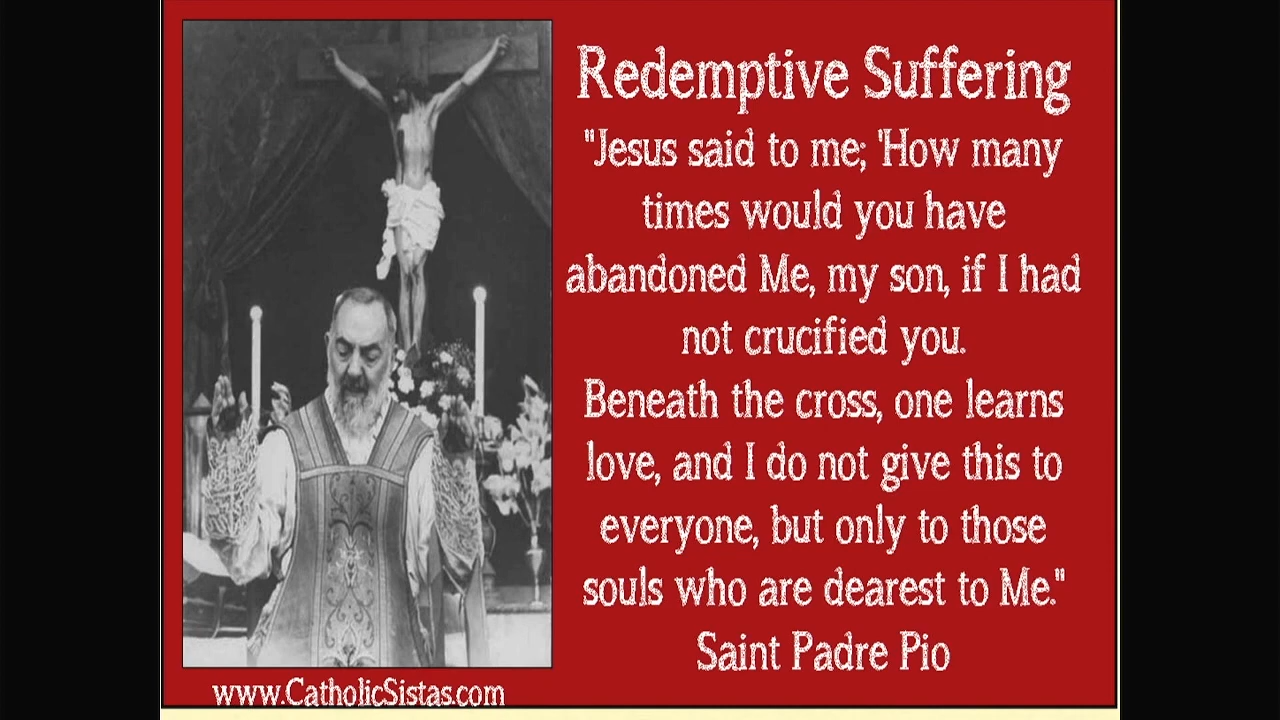 Redemptive Suffering
"Jesus said to me; 'How many
times would you have
abandoned Me, my son, if I had
not crucified you.
Beneath the cross, one learns
love, and I do not give this to
everyone, but only to those
souls who are dearest to Me."
Saint Padre Pio
www.CatholicSistas.com